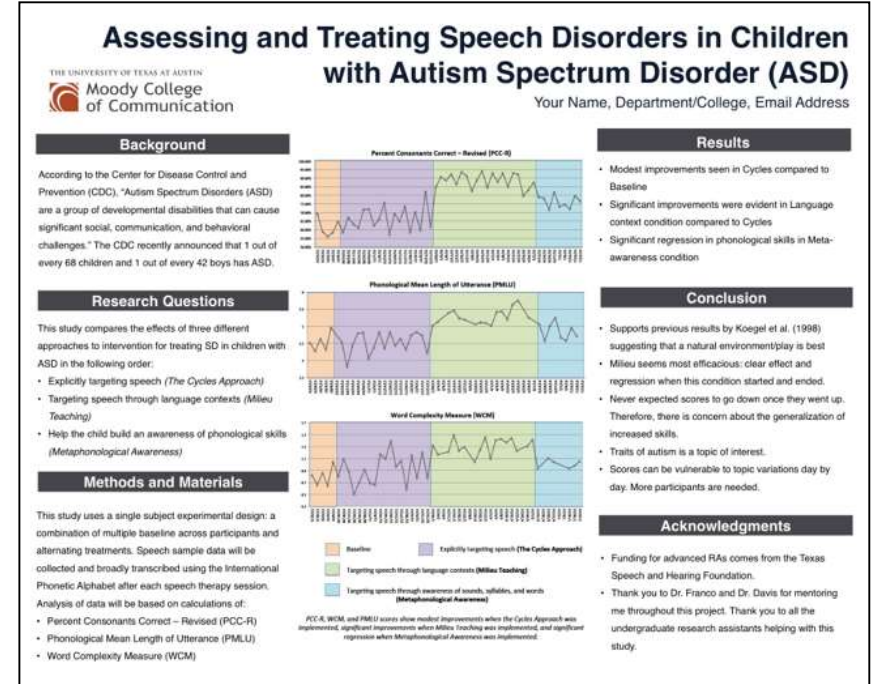 Assessing and Treating Speech Disorders in Children
with Autism Spectrum Disorder (ASD)
THE UNIVERSITY OF TEXAS AT AUSTIN
Moody College
of Communication
Your Name, Department/College, Email Address
Background
According to the Center for Disease Control and
Prevention (CDC), “Autism Spectrum Disorders (ASD)
are a group of developmental disabilities that can cause
significant social, communication, and behavioral
challenges.” The CDC recently announced that 1 out of
every 68 children and 1 out of every 42 boys has ASD.
Research Questions
This study compares the effects of three different
approaches to intervention for treating SD in children with
ASD in the following order:
• Explicitly targeting speech (The Cycles Approach)
• Targeting speech through language contexts (Milieu
Teaching)
• Help the child build an awareness of phonological skills
(Metaphonological Awareness)
Methods and Materials
This study uses a single subject experimental design: a
combination of multiple baseline across participants and
alternating treatments. Speech sample data will be
collected and broadly transcribed using the International
Phonetic Alphabet after each speech therapy session.
Analysis of data will be based on calculations of:
• Percent Consonants Correct – Revised (PCC-R)
• Phonological Mean Length of Utterance (PMLU)
• Word Complexity Measure (WCM)
Percent Consonants Correct – Revised (PCC-R)
Phonological Mean Length of Utterance (PMLU)
Word Complexity Measure (WCM)
Baseline
Explicitly targeting speech (The Cycles Approach)
Targeting speech through language contexts (Milieu Teaching)
Targeting speech through awareness of sounds, syllables, and words
(Metaphonological Awareness)
PCC-R, WCM, and PMLU scores show modest improvements when the Cycles Approach was
implemented, significant improvements when Milieu Teaching was implemented, and significant
regression when Metaphonological Awareness was implemented.
Results
• Modest improvements seen in Cycles compared to
Baseline
• Significant improvements were evident in Language
context condition compared to Cycles
• Significant regression in phonological skills in Meta-
awareness condition
Conclusion
• Supports previous results by Koegel et al. (1998)
suggesting that a natural environment/play is best
• Milieu seems most efficacious: clear effect and
regression when this condition started and ended.
• Never expected scores to go down once they went up.
Therefore, there is concern about the generalization of
increased skills.
• Traits of autism is a topic of interest.
• Scores can be vulnerable to topic variations day by
day. More participants are needed.
Acknowledgments
• Funding for advanced RAs comes from the Texas
Speech and Hearing Foundation.
• Thank you to Dr. Franco and Dr. Davis for mentoring
me throughout this project. Thank you to all the
undergraduate research assistants helping with this
study.